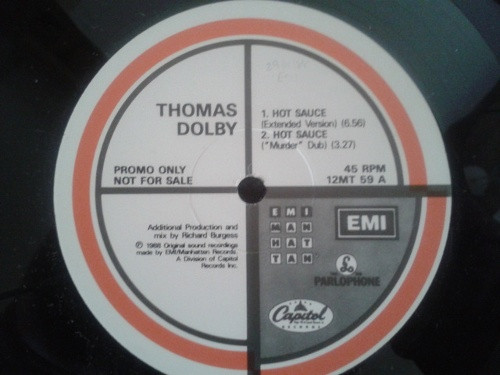 THOMAS
DOLBY
1. HOT SAUCE
(Extended Version) (6.56)
2. HOT SAUCE
("Murder" Dub) (3.27)
PROMO ONLY
NOT FOR SALE
45 RPM
12MT 59 A
Additional Production and
mix by Richard Burgess
℗ 1988 Original sound recordings
made by EMI/Manhattan Records.
A Division of Capitol
Records Inc.
EMI
MAN
HAT
TAN
EMI
PARLOPHONE
Capitol
RECORDS